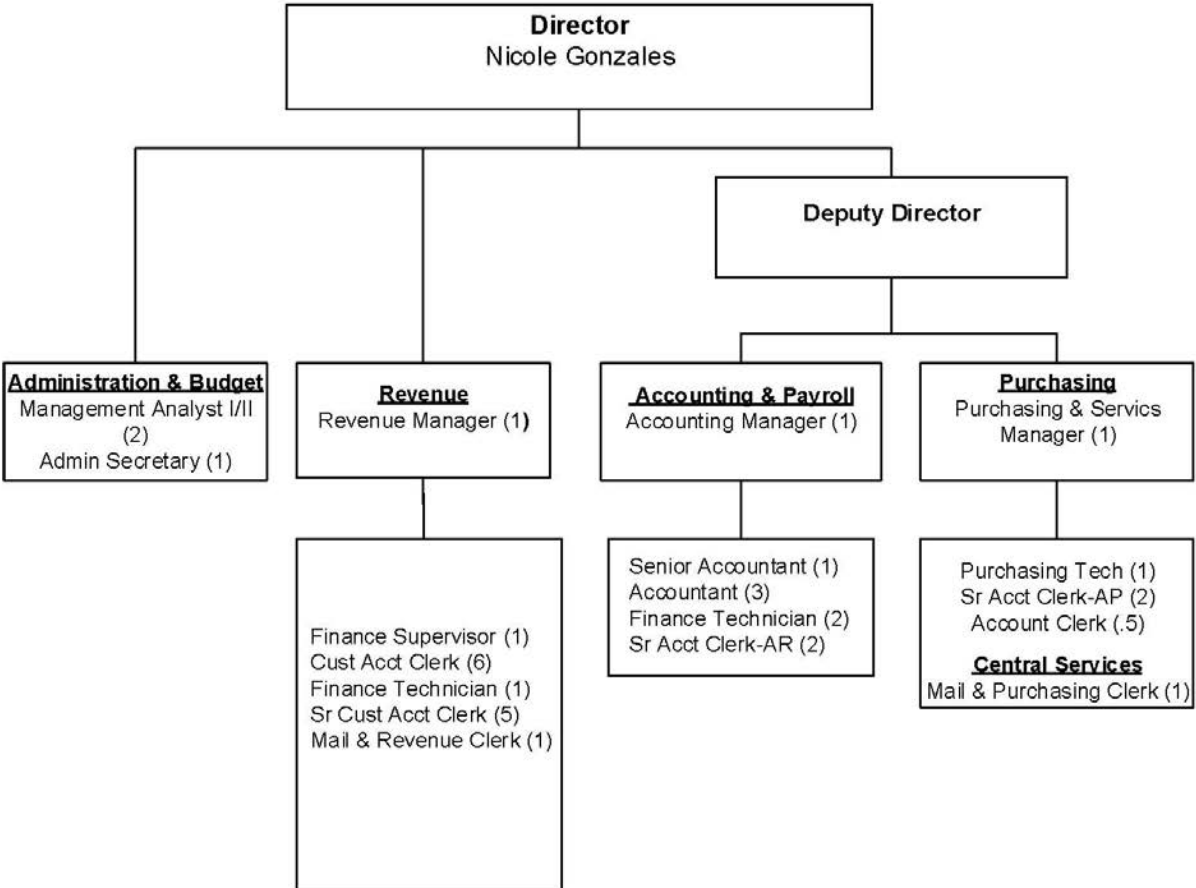 Director
Nicole Gonzales
Deputy Director
Administration & Budget
Management Analyst I/II
(2)
Admin Secretary (1)
Revenue
Revenue Manager (1)
Accounting & Payroll
Accounting Manager (1)
Purchasing
Purchasing & Servics
Manager (1)
Finance Supervisor (1)
Cust Acct Clerk (6)
Finance Technician (1)
Sr Cust Acct Clerk (5)
Mail & Revenue Clerk (1)
Senior Accountant (1)
Accountant (3)
Finance Technician (2)
Sr Acct Clerk-AR (2)
Purchasing Tech (1)
Sr Acct Clerk-AP (2)
Account Clerk (.5)
Central Services
Mail & Purchasing Clerk (1)